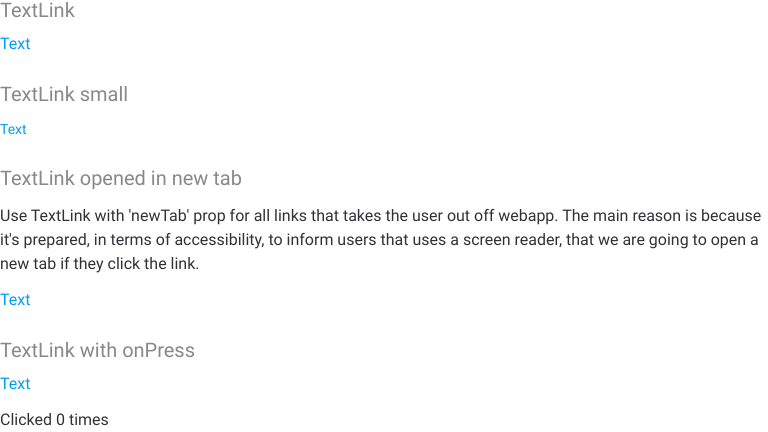 TextLink
Text
TextLink small
Text
TextLink opened in new tab
Use TextLink with 'newTab' prop for all links that takes the user out off webapp. The main reason is because
it's prepared, in terms of accessibility, to inform users that uses a screen reader, that we are going to open a
new tab if they click the link.
Text
TextLink with onPress
Text
Clicked 0 times